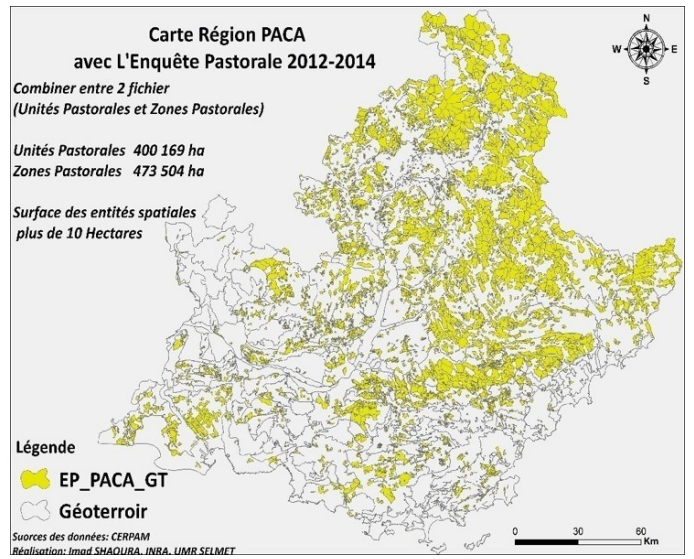 Carte Région PACA
avec L'Enquête Pastorale 2012-2014
Combiner entre 2 fichier
(Unités Pastorales et Zones Pastorales)
Unités Pastorales 400 169 ha
Zones Pastorales 473 504 ha
Surface des entités spatiales
plus de 10 Hectares
N
W E
S
Légende
EP_PACA_GT
Géoterroir
Suorces des données: CERPAM
Réalisation: Imad SHAQURA, INRA, UMR SELMET
0 30 60
Km